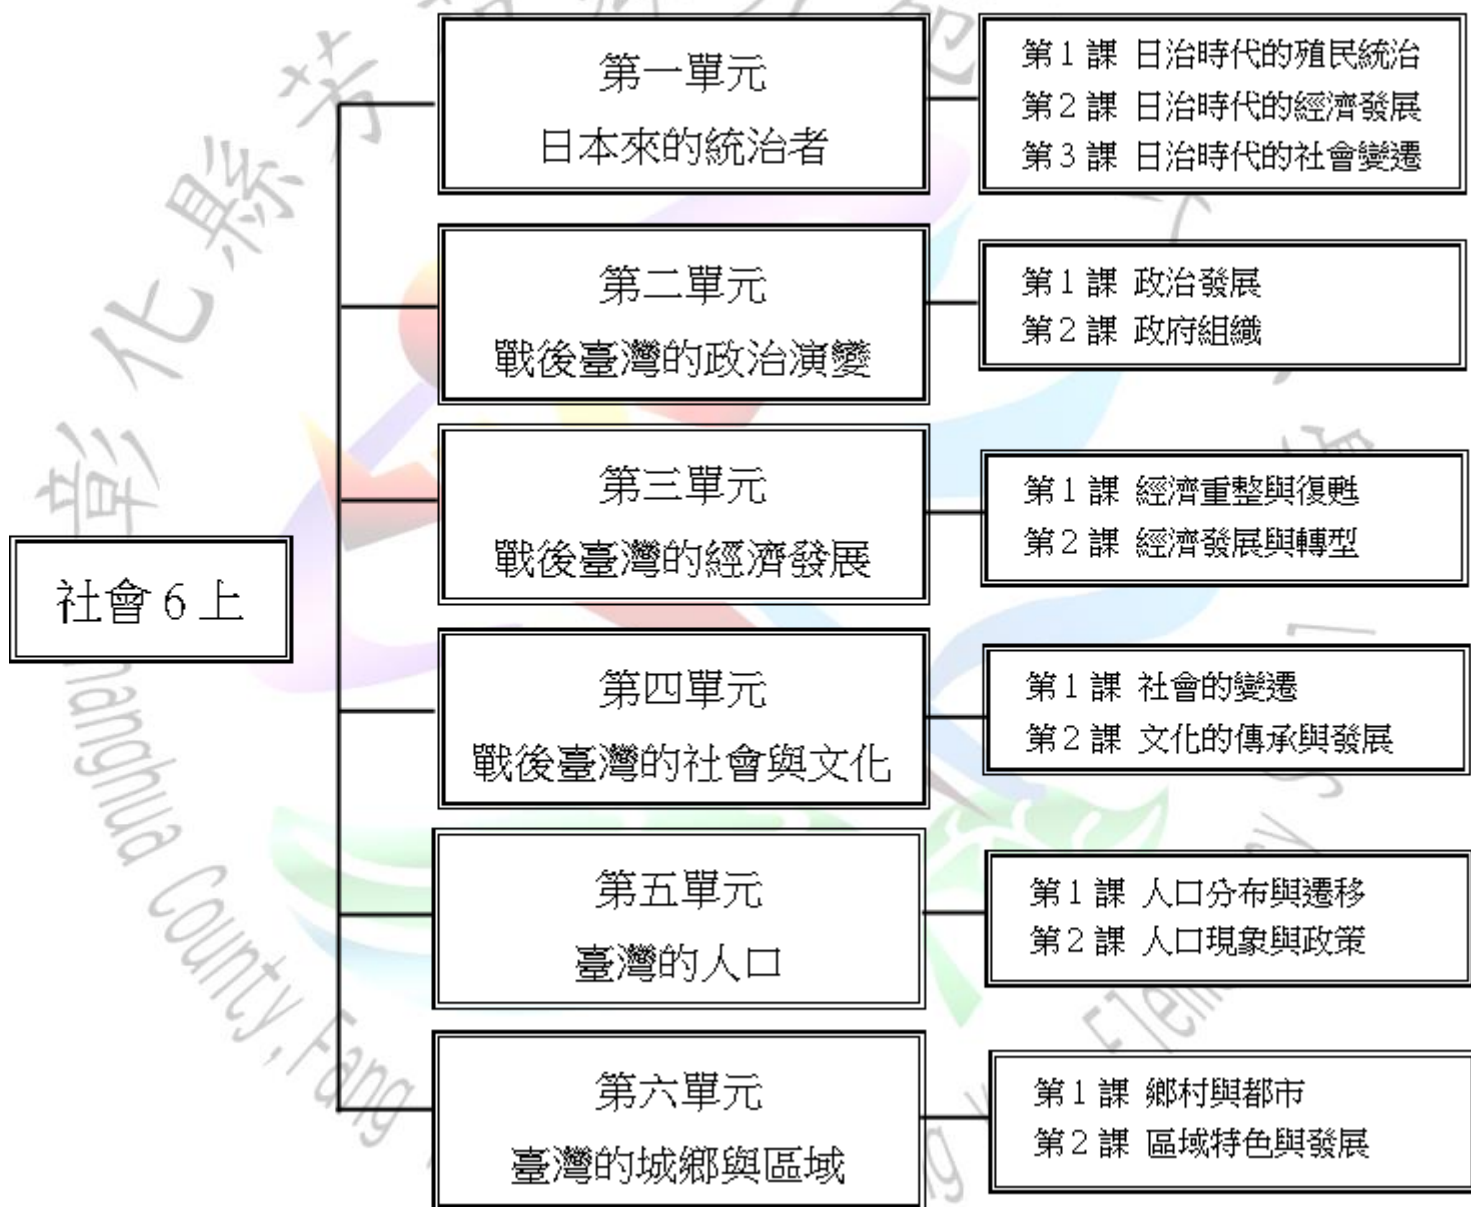 社會6上
第一單元
日本來的統治者
第1課 日治時代的殖民統治
第2課 日治時代的經濟發展
第3課 日治時代的社會變遷
第二單元
戰後臺灣的政治演變
第1課 政治發展
第2課 政府組織
第三單元
戰後臺灣的經濟發展
第1課 經濟重整與復甦
第2課 經濟發展與轉型
第四單元
戰後臺灣的社會與文化
第1課 社會的變遷
第2課 文化的傳承與發展
第五單元
臺灣的人口
第1課 人口分布與遷移
第2課 人口現象與政策
第六單元
臺灣的城鄉與區域
第1課 鄉村與都市
第2課 區域特色與發展
彰化縣芳
hanghua County, Fang